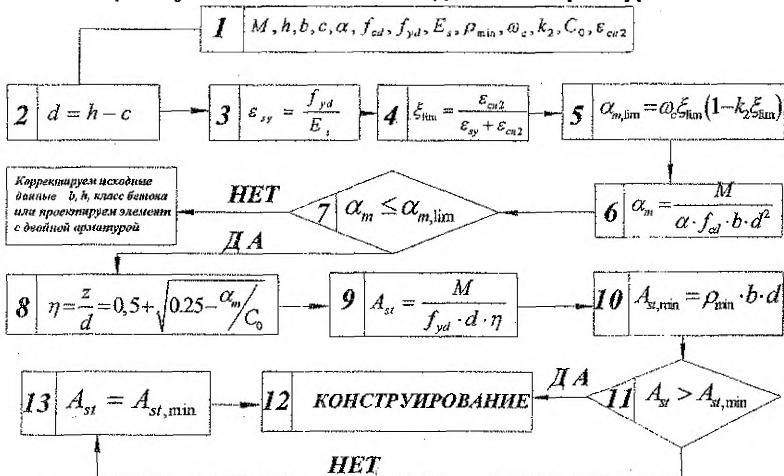 1 M, h, b, c, α, f_cd, f_yd, E_s, ρ_min, ω_c, k_2, C_0, ε_cu2
2 d = h − c
3 ε_sy = f_yd / E_s
4 ξ_lim = ε_cu2 / (ε_sy + ε_cu2)
5 α_m,lim = ω_c ξ_lim (1 − k_2 ξ_lim)
Корректируем исходные
данные b, h, класс бетона
или проектируем элемент
с двойной арматурой
НЕТ
7 α_m ≤ α_m,lim
6 α_m = M / (α · f_cd · b · d²)
ДА
8 η = z / d = 0,5 + √(0.25 − α_m / C_0)
9 A_st = M / (f_yd · d · η)
10 A_st,min = ρ_min · b · d
13 A_st = A_st,min
12 КОНСТРУИРОВАНИЕ
ДА
11 A_st > A_st,min
НЕТ